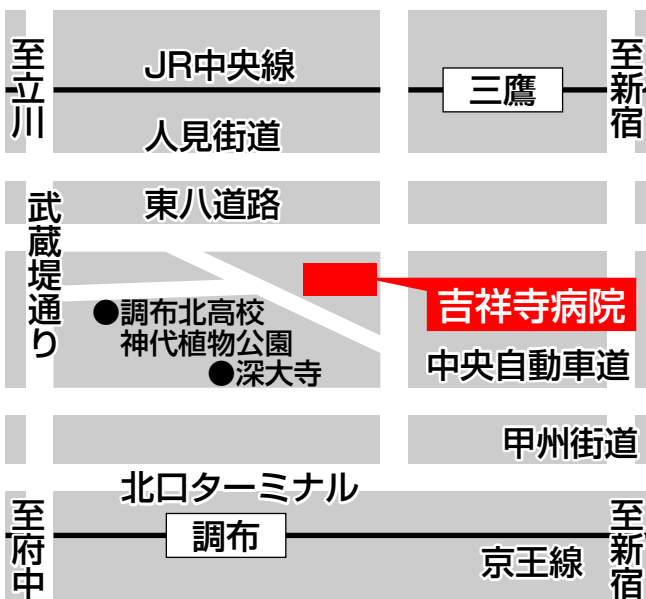 至立川
JR中央線
三鷹
至新宿
人見街道
東八道路
武蔵堤通り
吉祥寺病院
●調布北高校
神代植物公園
●深大寺
中央自動車道
甲州街道
北口ターミナル
至府中
調布
京王線
至新宿